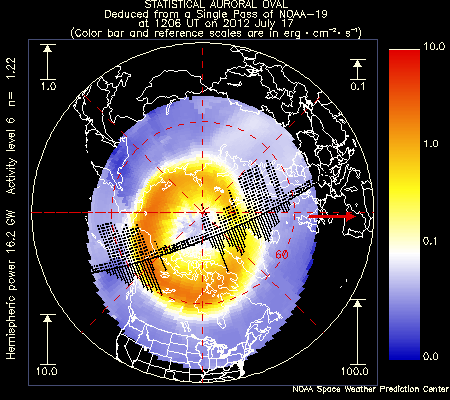 STATISTICAL AURORAL OVAL
Deduced from a Single Pass of NOAA-19
at 1206 UT on 2012 July 17
(Color bar and reference scales are in erg · cm⁻² · s⁻¹)
Hemispheric power 16.2 GW Activity level 6 n= 1.22
1.0
0.1
10.0
100.0
60
10.0
1.0
0.1
0.0
NOAA Space Weather Prediction Center